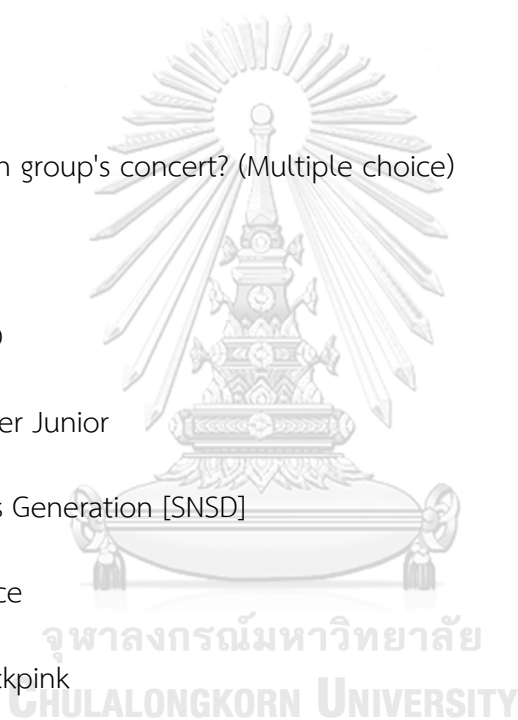 n group's concert? (Multiple choice)
er Junior
s Generation [SNSD]
ce
ckpink
จุฬาลงกรณ์มหาวิทยาลัย
CHULALONGKORN UNIVERSITY